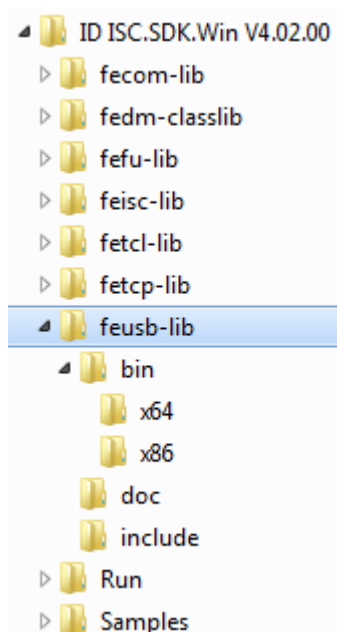 ID ISC.SDK.Win V4.02.00
fecom-lib
fedm-classlib
fefu-lib
feisc-lib
fetcl-lib
fetcp-lib
feusb-lib
bin
x64
x86
doc
include
Run
Samples